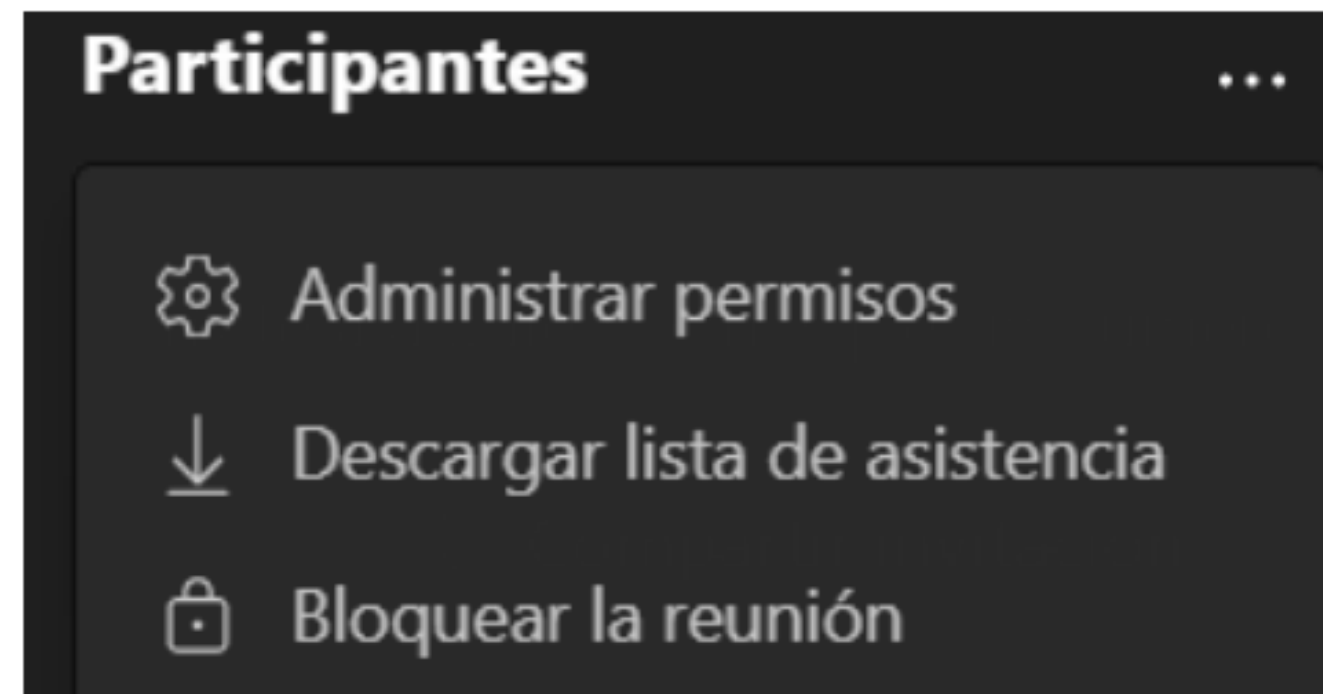 Participantes ...
Administrar permisos
Descargar lista de asistencia
Bloquear la reunión